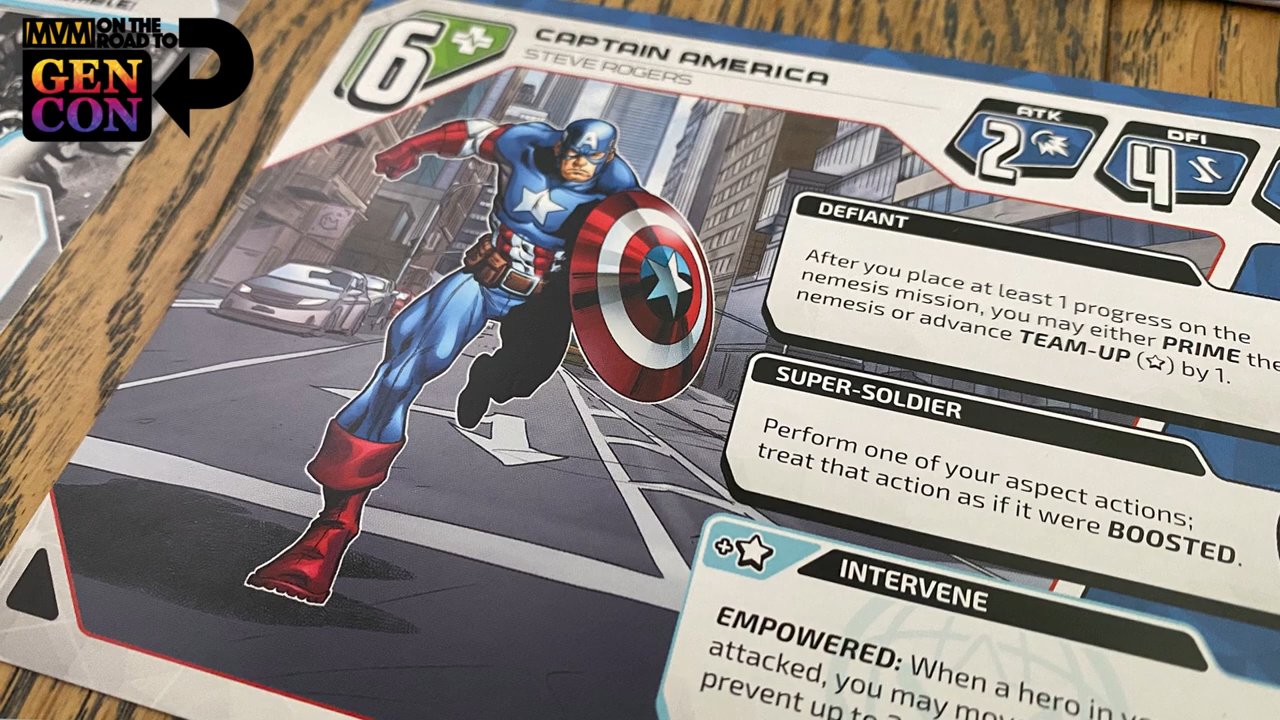 MVM ON THE
ROAD TO
GEN
CON
6
CAPTAIN AMERICA
STEVE ROGERS
ATK
2
DFI
4
DEFIANT
After you place at least 1 progress on the
nemesis mission, you may either PRIME the
nemesis or advance TEAM-UP (☆) by 1.
SUPER-SOLDIER
Perform one of your aspect actions;
treat that action as if it were BOOSTED.
+☆
INTERVENE
EMPOWERED: When a hero in
attacked, you may
prevent up to
A